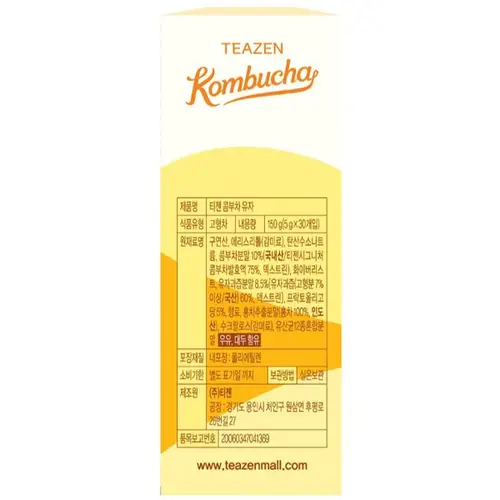 TEAZEN
Kombucha
제품명 티젠 콤부차 유자
식품유형 고형차 내용량 150g(5g×30개입)
원재료명 구연산, 에리스리톨(감미료), 탄산수소나트
륨, 콤부차분말 10%(국내산/티젠시그니처
콤부차발효액 75%, 덱스트린), 화이버리스
트, 유자과즙분말 8.5%(유자과즙(고형분 7%
이상/국산) 60%, 덱스트린), 프락토올리고
당 5%, 향료, 홍차추출분말(홍차 100%, 인도
산), 수크랄로스(감미료), 유산균12종혼합분
말 우유, 대두 함유
포장재질 내포장 : 폴리에틸렌
소비기한 별도 표기일 까지 보관방법 실온보관
제조원 (주)티젠
공장 : 경기도 용인시 처인구 원삼면 후평로
26번길 27
품목보고번호 20060347041369
www.teazenmall.com